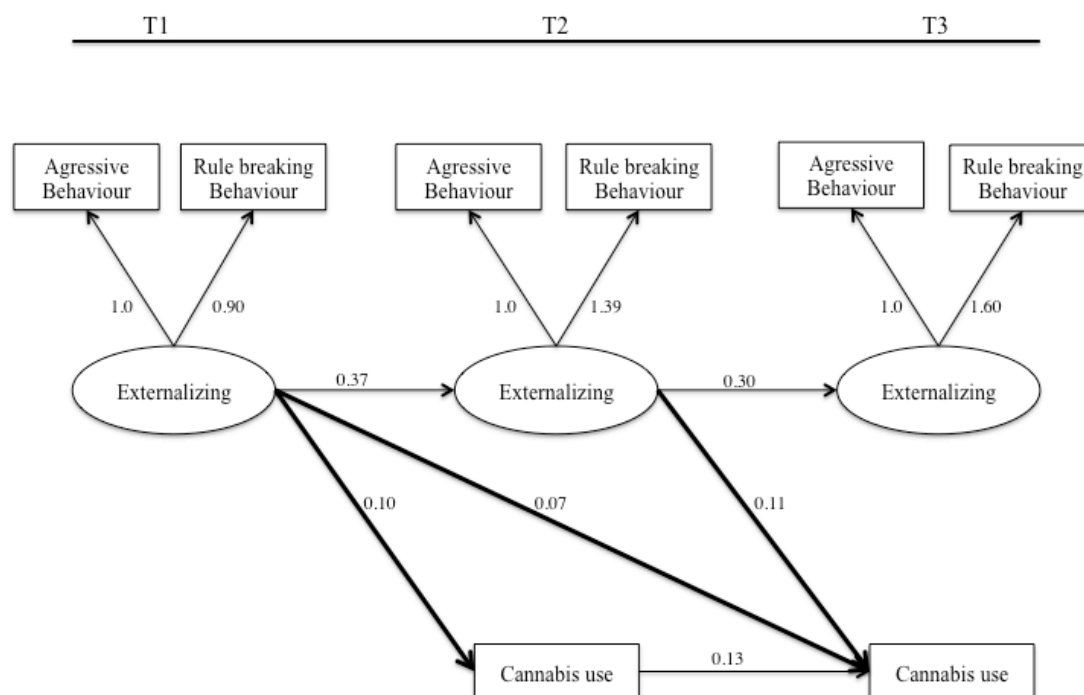 T1
T2
T3
Agressive
Behaviour
Rule breaking
Behaviour
Agressive
Behaviour
Rule breaking
Behaviour
Agressive
Behaviour
Rule breaking
Behaviour
1.0
0.90
1.0
1.39
1.0
1.60
Externalizing
0.37
Externalizing
0.30
Externalizing
0.10
0.07
0.11
Cannabis use
0.13
Cannabis use